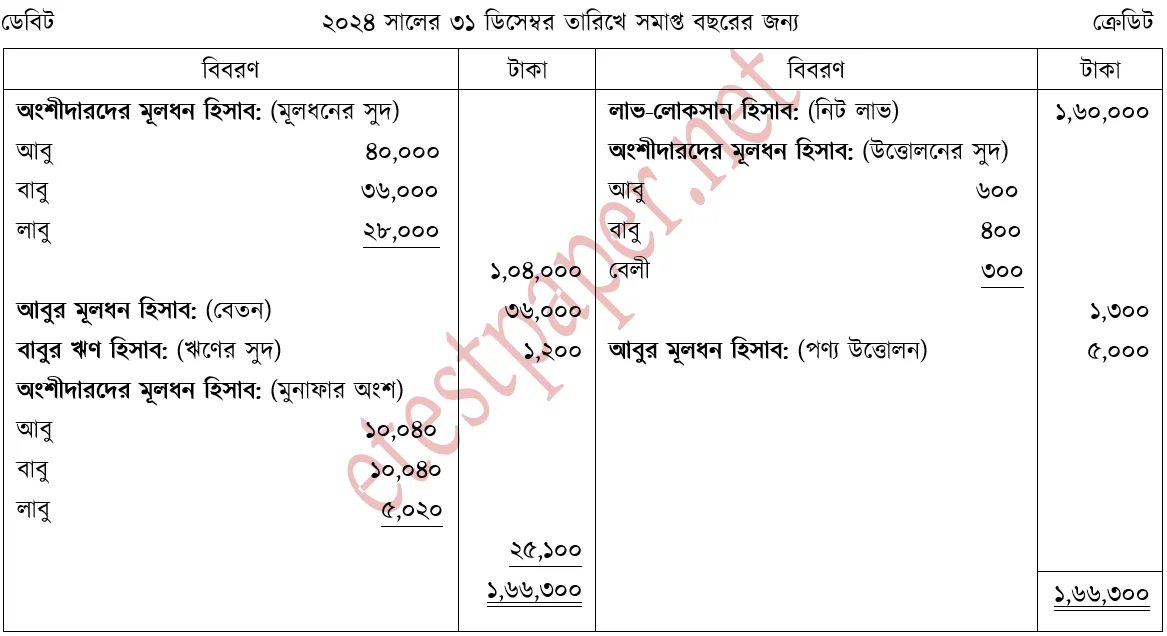 ডেবিট ২০২৪ সালের ৩১ ডিসেম্বর তারিখে সমাপ্ত বছরের জন্য ক্রেডিট
বিবরণ টাকা বিবরণ টাকা
অংশীদারদের মূলধন হিসাব: (মূলধনের সুদ) লাভ-লোকসান হিসাব: (নিট লাভ) ১,৬০,০০০
আবু ৪০,০০০ অংশীদারদের মূলধন হিসাব: (উত্তোলনের সুদ)
বাবু ৩৬,০০০ আবু ৬০০
লাবু ২৮,০০০ বাবু ৪০০
১,০৪,০০০ বেলী ৩০০
আবুর মূলধন হিসাব: (বেতন) ৩৬,০০০ ১,৩০০
বাবুর ঋণ হিসাব: (ঋণের সুদ) ১,২০০ আবুর মূলধন হিসাব: (পণ্য উত্তোলন) ৫,০০০
অংশীদারদের মূলধন হিসাব: (মুনাফার অংশ)
আবু ১০,০৪০
বাবু ১০,০৪০
লাবু ৫,০২০
২৫,১০০
১,৬৬,৩০০ ১,৬৬,৩০০
etestpaper.net